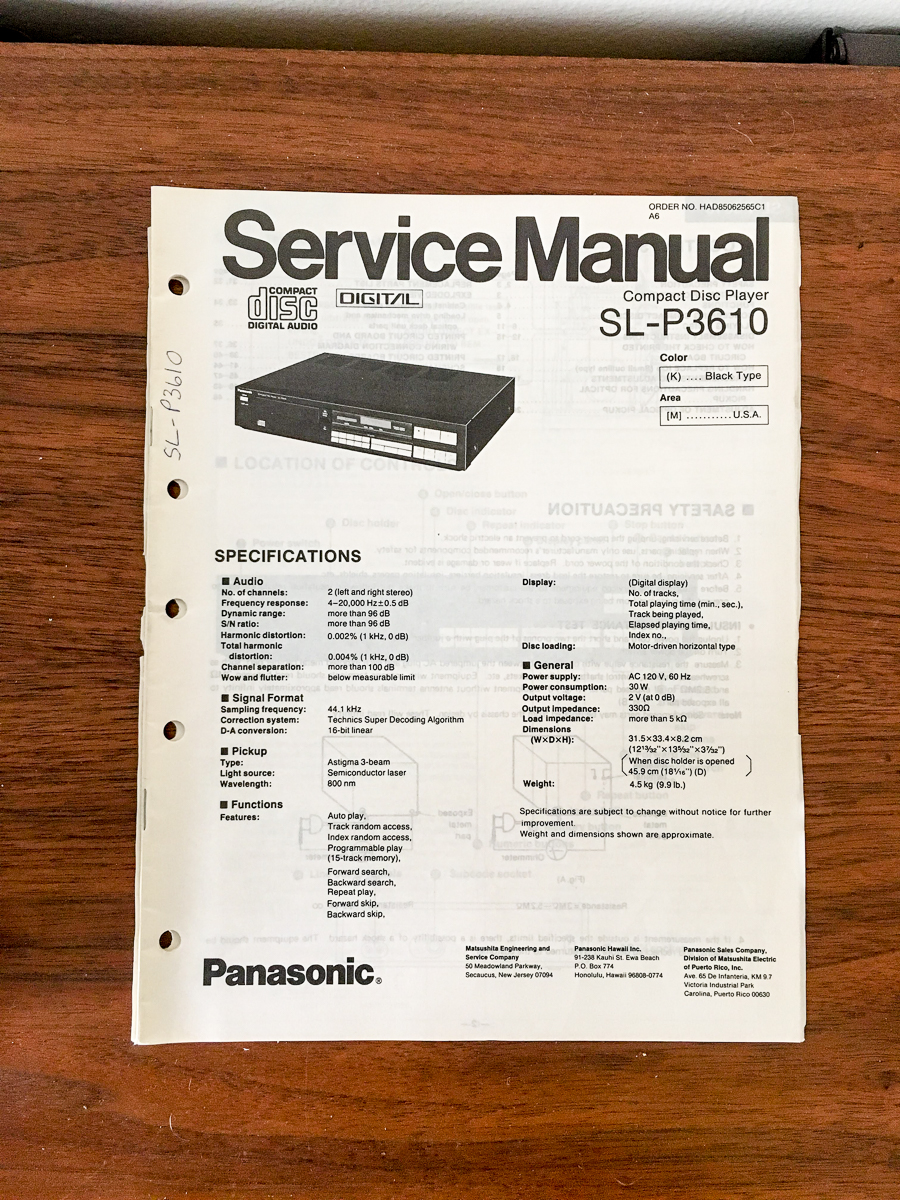 ORDER NO. HAD85062565C1
A6
Service Manual
COMPACT
disc
DIGITAL AUDIO
DIGITAL
Compact Disc Player
SL-P3610
Color
(K) .... Black Type
Area
[M] ........... U.S.A.
SL-P3610
SPECIFICATIONS
■ Audio
No. of channels: 2 (left and right stereo)
Frequency response: 4–20,000 Hz±0.5 dB
Dynamic range: more than 96 dB
S/N ratio: more than 96 dB
Harmonic distortion: 0.002% (1 kHz, 0 dB)
Total harmonic
distortion: 0.004% (1 kHz, 0 dB)
Channel separation: more than 100 dB
Wow and flutter: below measurable limit
■ Signal Format
Sampling frequency: 44.1 kHz
Correction system: Technics Super Decoding Algorithm
D-A conversion: 16-bit linear
■ Pickup
Type: Astigma 3-beam
Light source: Semiconductor laser
Wavelength: 800 nm
■ Functions
Features: Auto play,
Track random access,
Index random access,
Programmable play
(15-track memory),
Forward search,
Backward search,
Repeat play,
Forward skip,
Backward skip,
Display: (Digital display)
No. of tracks,
Total playing time (min., sec.),
Track being played,
Elapsed playing time,
Index no.,
Disc loading: Motor-driven horizontal type
■ General
Power supply: AC 120 V, 60 Hz
Power consumption: 30 W
Output voltage: 2 V (at 0 dB)
Output impedance: 330Ω
Load impedance: more than 5 kΩ
Dimensions
(W×D×H): 31.5×33.4×8.2 cm
(12¹³⁄₃₂"×13⁵⁄₃₂"×3⁷⁄₃₂")
(When disc holder is opened
45.9 cm (18¹⁄₁₆") (D))
Weight: 4.5 kg (9.9 lb.)
Specifications are subject to change without notice for further
improvement.
Weight and dimensions shown are approximate.
Panasonic®
Matsushita Engineering and
Service Company
50 Meadowland Parkway,
Secaucus, New Jersey 07094
Panasonic Hawaii Inc.
91-238 Kauhi St. Ewa Beach
P.O. Box 774
Honolulu, Hawaii 96808-0774
Panasonic Sales Company,
Division of Matsushita Electric
of Puerto Rico, Inc.
Ave. 65 De Infanteria, KM 9.7
Victoria Industrial Park
Carolina, Puerto Rico 00630